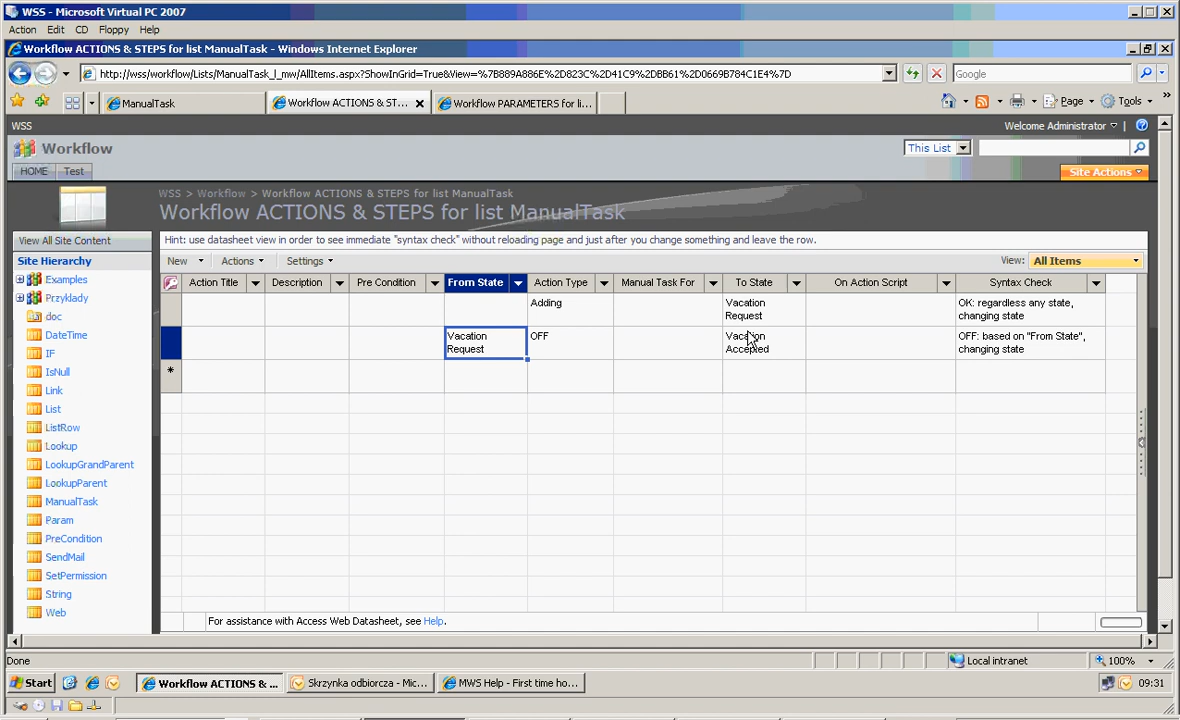 WSS - Microsoft Virtual PC 2007
Action Edit CD Floppy Help
Workflow ACTIONS & STEPS for list ManualTask - Windows Internet Explorer
http://wss/workflow/Lists/ManualTask_l_mw/AllItems.aspx?ShowInGrid=True&View=%7B889A886E%2D823C%2D41C9%2DBB61%2D0669B784C1E4%7D
Google
ManualTask
Workflow ACTIONS & ST...
Workflow PARAMETERS for li...
Page Tools
WSS
Welcome Administrator
Workflow
This List
HOME Test
Site Actions
WSS > Workflow > Workflow ACTIONS & STEPS for list ManualTask
Workflow ACTIONS & STEPS for list ManualTask
View All Site Content
Hint: use datasheet view in order to see immediate "syntax check" without reloading page and just after you change something and leave the row.
Site Hierarchy
New Actions Settings View: All Items
Examples
Przyklady
doc
DateTime
IF
IsNull
Link
List
ListRow
Lookup
LookupGrandParent
LookupParent
ManualTask
Param
PreCondition
SendMail
SetPermission
String
Web
Action Title Description Pre Condition From State Action Type Manual Task For To State On Action Script Syntax Check
Adding Vacation OK: regardless any state,
Request changing state
Vacation OFF Vacation OFF: based on "From State",
Request Accepted changing state
*
For assistance with Access Web Datasheet, see Help.
Done Local intranet 100%
Start Workflow ACTIONS & ... Skrzynka odbiorcza - Mic... MWS Help - First time ho... 09:31